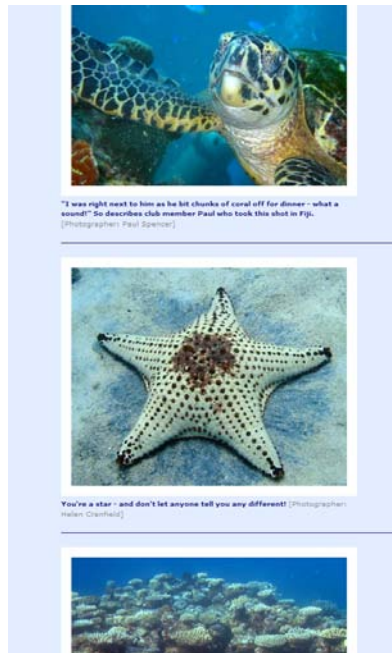 "I was right next to him as he bit chunks of coral off for dinner - what a
sound!" So describes club member Paul who took this shot in Fiji.
[Photographer: Paul Spencer]
You're a star - and don't let anyone tell you any different! [Photographer:
Helen Cranfield]